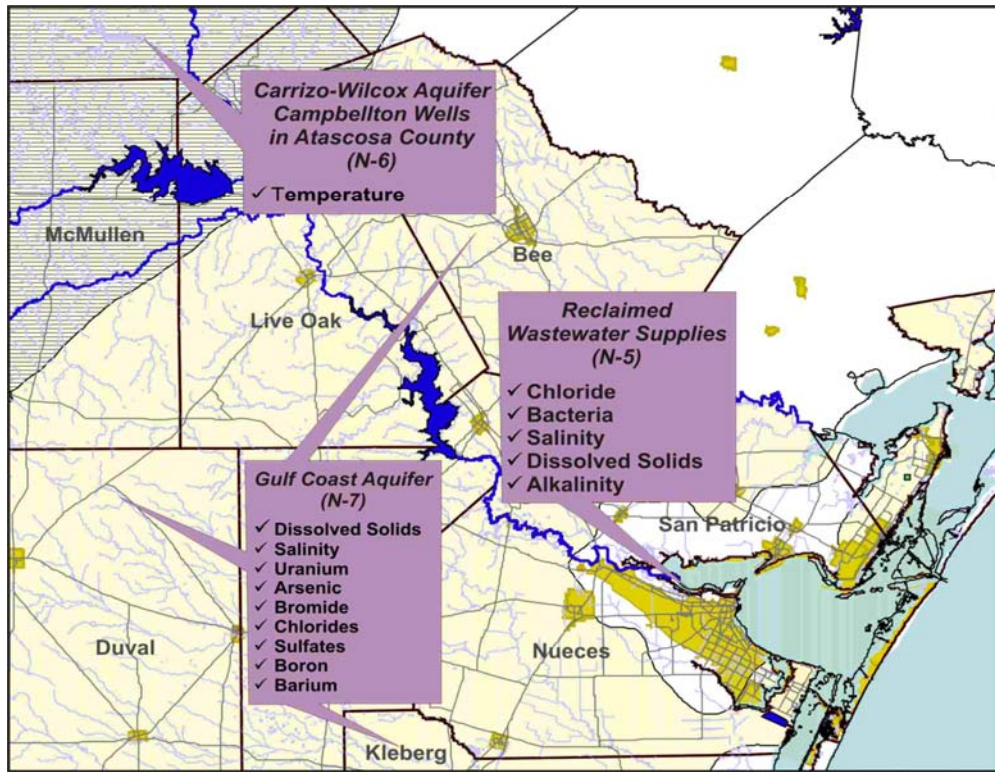 Carrizo-Wilcox Aquifer
Campbellton Wells
in Atascosa County
(N-6)
✓ Temperature
McMullen
Bee
Live Oak
Reclaimed
Wastewater Supplies
(N-5)
✓ Chloride
✓ Bacteria
✓ Salinity
✓ Dissolved Solids
✓ Alkalinity
Gulf Coast Aquifer
(N-7)
✓ Dissolved Solids
✓ Salinity
✓ Uranium
✓ Arsenic
✓ Bromide
✓ Chlorides
✓ Sulfates
✓ Boron
✓ Barium
San Patricio
Duval
Nueces
Kleberg